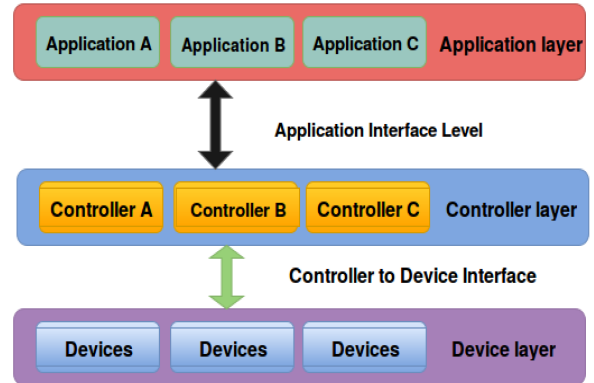 Application A Application B Application C Application layer
Application Interface Level
Controller A Controller B Controller C Controller layer
Controller to Device Interface
Devices Devices Devices Device layer